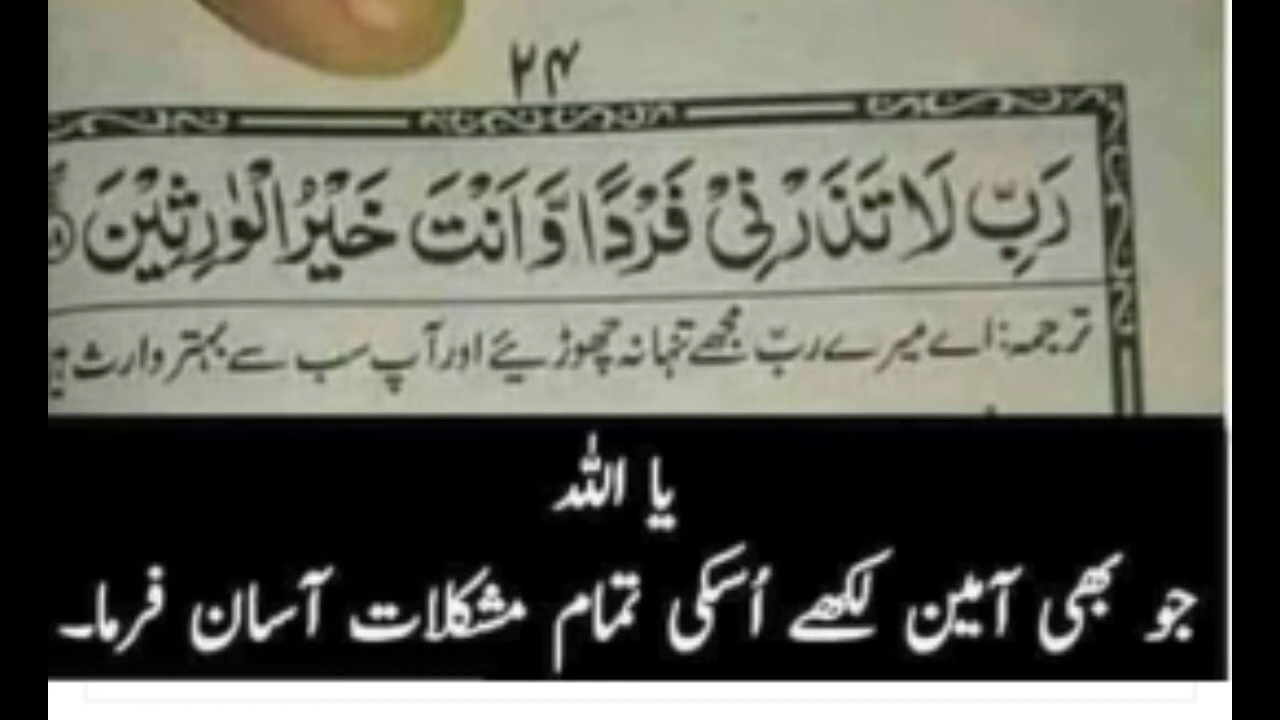 ۲۴
رَبِّ لَا تَذَرْنِیْ فَرْدًا وَّاَنْتَ خَیْرُ الْوٰرِثِیْنَ
ترجمہ: اے میرے ربّ مجھے تنہا نہ چھوڑیئے اور آپ سب سے بہتر وارث
یا اللہ
جو بھی آمین لکھے اُسکی تمام مشکلات آسان فرما۔